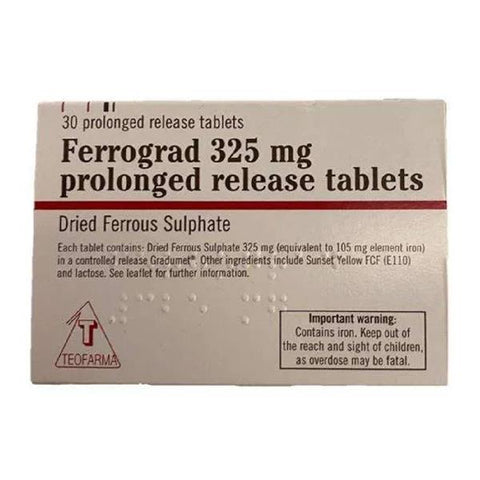 30 prolonged release tablets
Ferrograd 325 mg
prolonged release tablets
Dried Ferrous Sulphate
Each tablet contains: Dried Ferrous Sulphate 325 mg (equivalent to 105 mg element iron)
in a controlled release Gradumet® Other ingredients include Sunset Yellow FCF (E110)
and lactose. See leaflet for further information.
T
TEOFARMA
Important warning:
Contains iron. Keep out of
the reach and sight of children,
as overdose may be fatal.